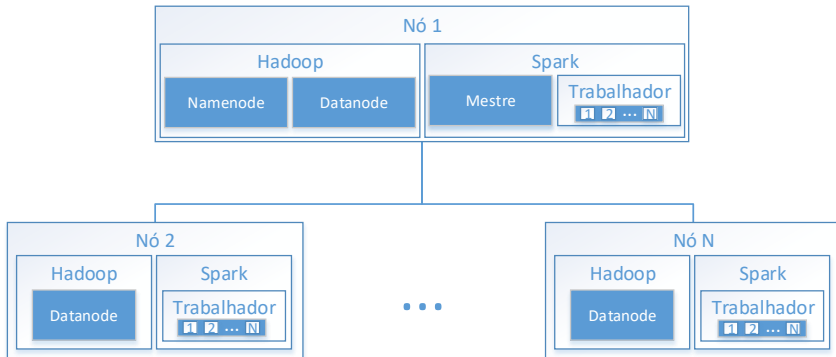 Nó 1
Hadoop
Spark
Namenode
Datanode
Mestre
Trabalhador
1 2 ... N
Nó 2
Hadoop
Spark
Datanode
Trabalhador
1 2 ... N
...
Nó N
Hadoop
Spark
Datanode
Trabalhador
1 2 ... N